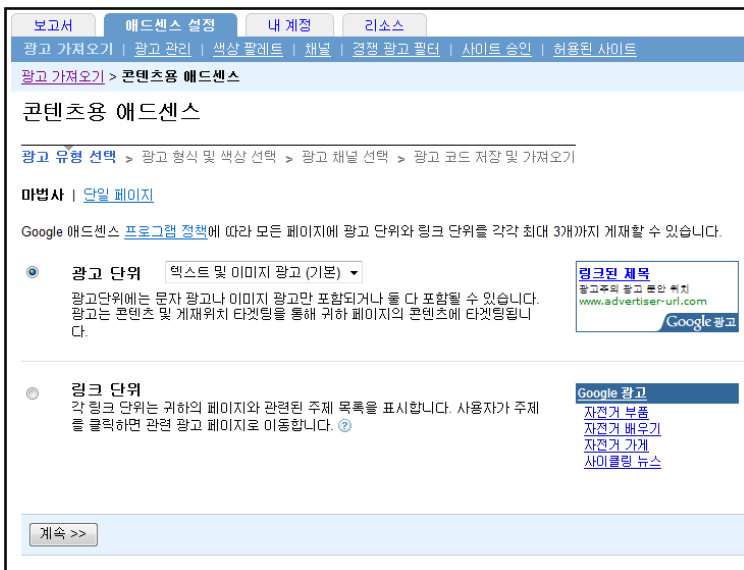 보고서 애드센스 설정 내 계정 리소스
광고 가져오기 | 광고 관리 | 색상 팔레트 | 채널 | 경쟁 광고 필터 | 사이트 승인 | 허용된 사이트
광고 가져오기 > 콘텐츠용 애드센스
콘텐츠용 애드센스
광고 유형 선택 > 광고 형식 및 색상 선택 > 광고 채널 선택 > 광고 코드 저장 및 가져오기
마법사 | 단일 페이지
Google 애드센스 프로그램 정책에 따라 모든 페이지에 광고 단위와 링크 단위를 각각 최대 3개까지 게재할 수 있습니다.
광고 단위 텍스트 및 이미지 광고 (기본)
광고단위에는 문자 광고나 이미지 광고만 포함되거나 둘 다 포함될 수 있습니다.
광고는 콘텐츠 및 게재위치 타겟팅을 통해 귀하 페이지의 콘텐츠에 타겟팅됩니
다.
링크된 제목
광고주의 광고 문안 위치
www.advertiser-url.com
Google 광고
링크 단위
각 링크 단위는 귀하의 페이지와 관련된 주제 목록을 표시합니다. 사용자가 주제
를 클릭하면 관련 광고 페이지로 이동합니다. ?
Google 광고
자전거 부품
자전거 배우기
자전거 가게
사이클링 뉴스
계속 >>